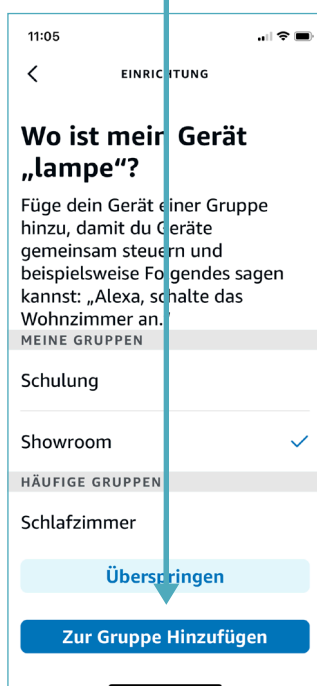 11:05
EINRICHTUNG
Wo ist mein Gerät
„lampe“?
Füge dein Gerät einer Gruppe
hinzu, damit du Geräte
gemeinsam steuern und
beispielsweise Folgendes sagen
kannst: „Alexa, schalte das
Wohnzimmer an.“
MEINE GRUPPEN
Schulung
Showroom
HÄUFIGE GRUPPEN
Schlafzimmer
Überspringen
Zur Gruppe Hinzufügen